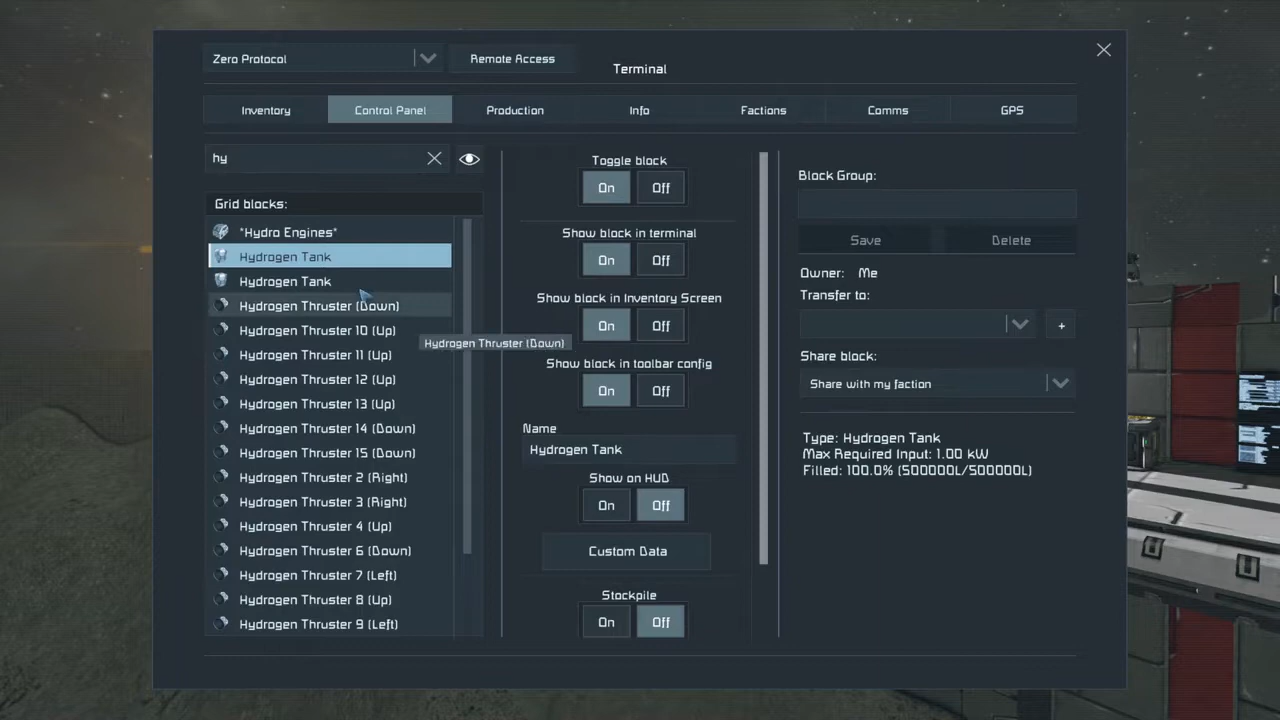 Zero Protocol
Remote Access
Terminal
Inventory
Control Panel
Production
Info
Factions
Comms
GPS
hy
Grid blocks:
*Hydro Engines*
Hydrogen Tank
Hydrogen Tank
Hydrogen Thruster (Down)
Hydrogen Thruster 10 (Up)
Hydrogen Thruster 11 (Up)
Hydrogen Thruster 12 (Up)
Hydrogen Thruster 13 (Up)
Hydrogen Thruster 14 (Down)
Hydrogen Thruster 15 (Down)
Hydrogen Thruster 2 (Right)
Hydrogen Thruster 3 (Right)
Hydrogen Thruster 4 (Up)
Hydrogen Thruster 6 (Down)
Hydrogen Thruster 7 (Left)
Hydrogen Thruster 8 (Up)
Hydrogen Thruster 9 (Left)
Hydrogen Thruster (Down)
Toggle block
On Off
Show block in terminal
On Off
Show block in Inventory Screen
On Off
Show block in toolbar config
On Off
Name
Hydrogen Tank
Show on HUD
On Off
Custom Data
Stockpile
On Off
Block Group:
Save
Delete
Owner: Me
Transfer to:
+
Share block:
Share with my faction
Type: Hydrogen Tank
Max Required Input: 1.00 kW
Filled: 100.0% (500000L/500000L)